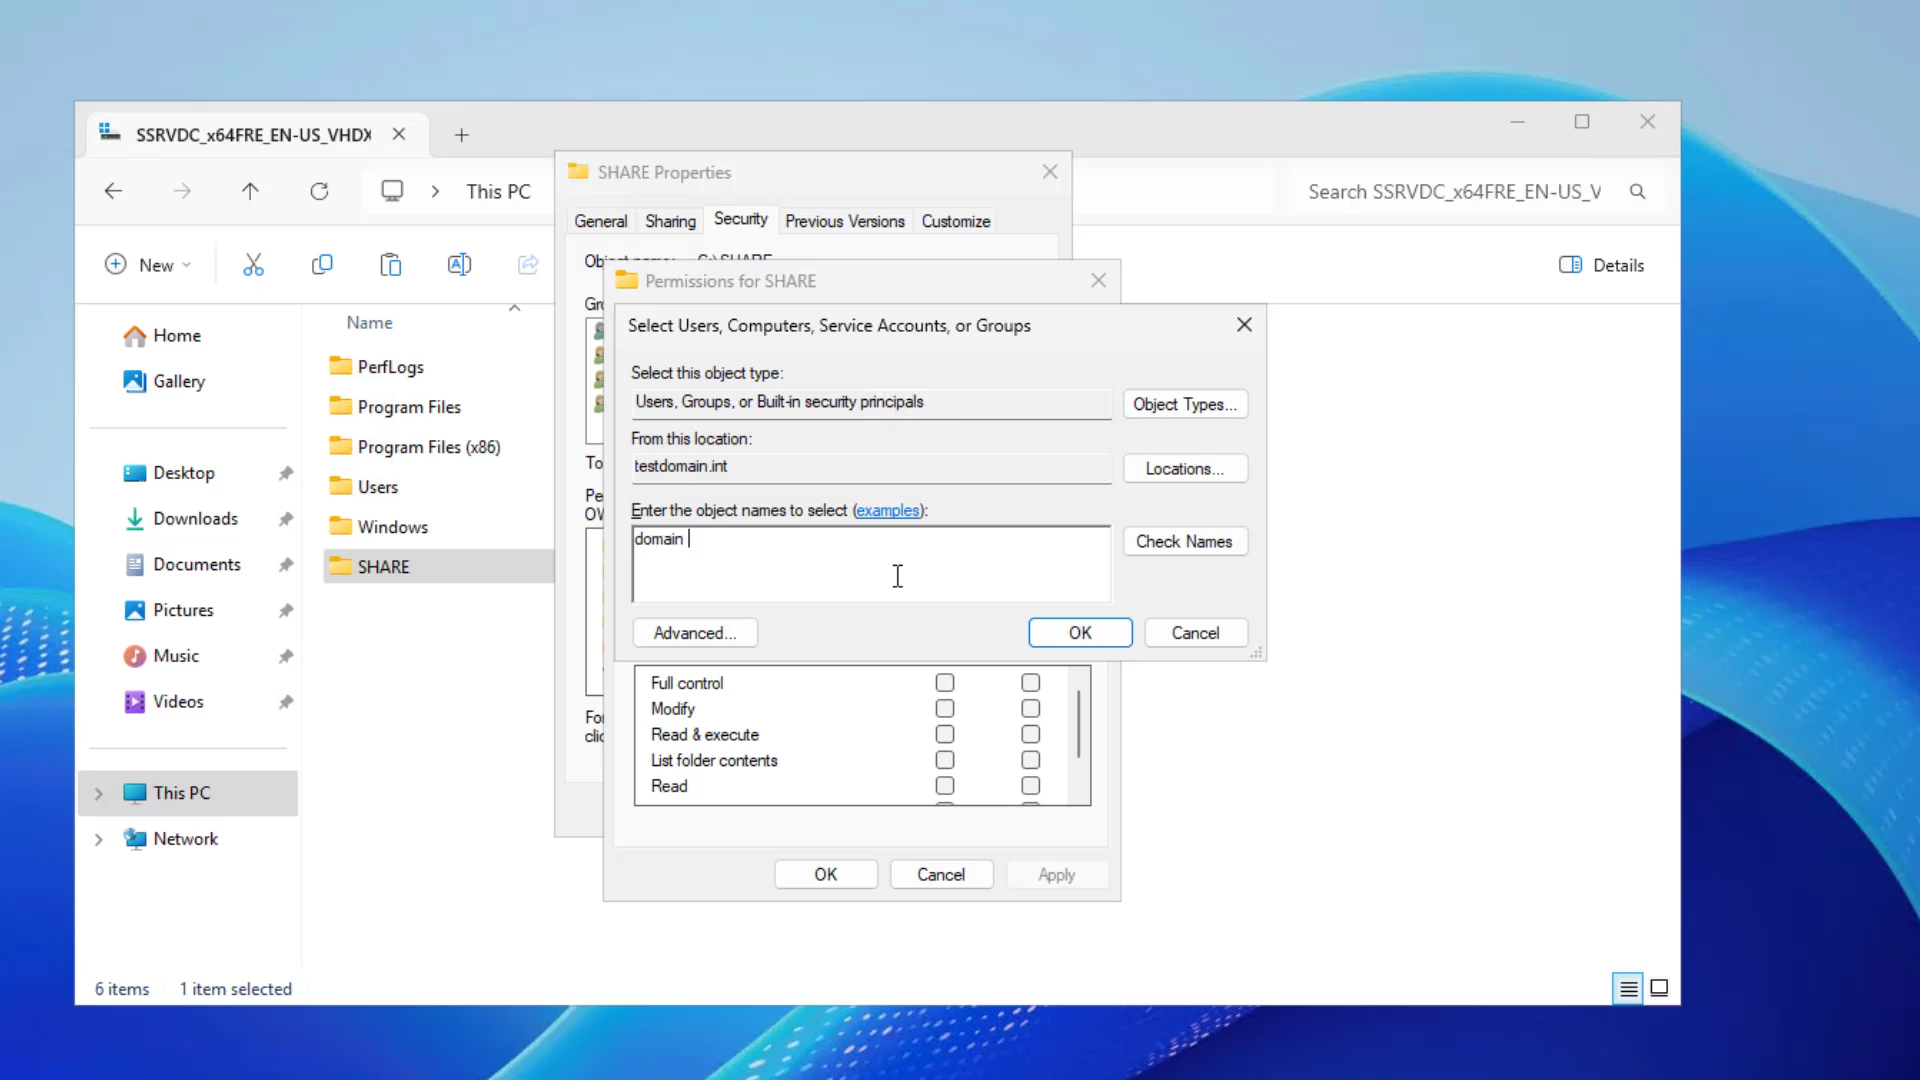 SSRVDC_x64FRE_EN-US_VHDX
This PC
Search SSRVDC_x64FRE_EN-US_V
New
Details
Home
Gallery
Desktop
Downloads
Documents
Pictures
Music
Videos
This PC
Network
Name
PerfLogs
Program Files
Program Files (x86)
Users
Windows
SHARE
6 items 1 item selected
SHARE Properties
General Sharing Security Previous Versions Customize
Permissions for SHARE
Select Users, Computers, Service Accounts, or Groups
Select this object type:
Users, Groups, or Built-in security principals
Object Types...
From this location:
testdomain.int
Locations...
Enter the object names to select (examples):
domain
Check Names
Advanced...
OK
Cancel
Full control
Modify
Read & execute
List folder contents
Read
OK
Cancel
Apply